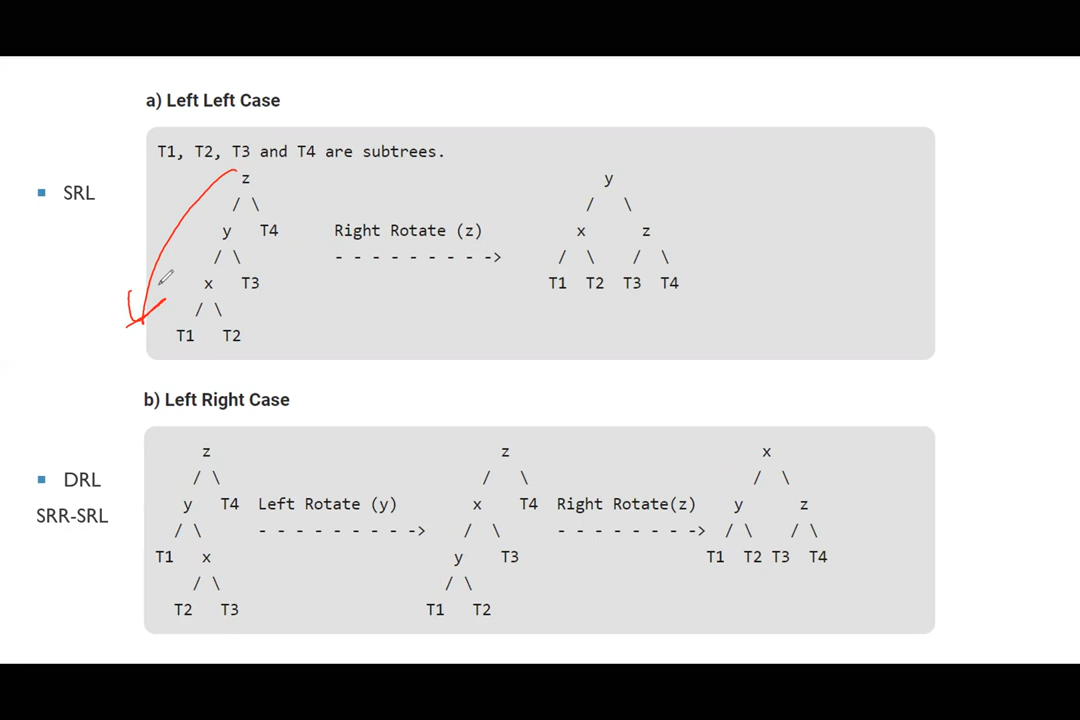 a) Left Left Case
T1, T2, T3 and T4 are subtrees.
SRL
z y
/ \ / \
y T4 Right Rotate (z) x z
/ \ - - - - - - - - -> / \ / \
x T3 T1 T2 T3 T4
/ \
T1 T2
b) Left Right Case
z z x
/ \ / \ / \
DRL
y T4 Left Rotate (y) x T4 Right Rotate(z) y z
SRR-SRL
/ \ - - - - - - - - -> / \ - - - - - - - -> / \ / \
T1 x y T3 T1 T2 T3 T4
/ \ / \
T2 T3 T1 T2